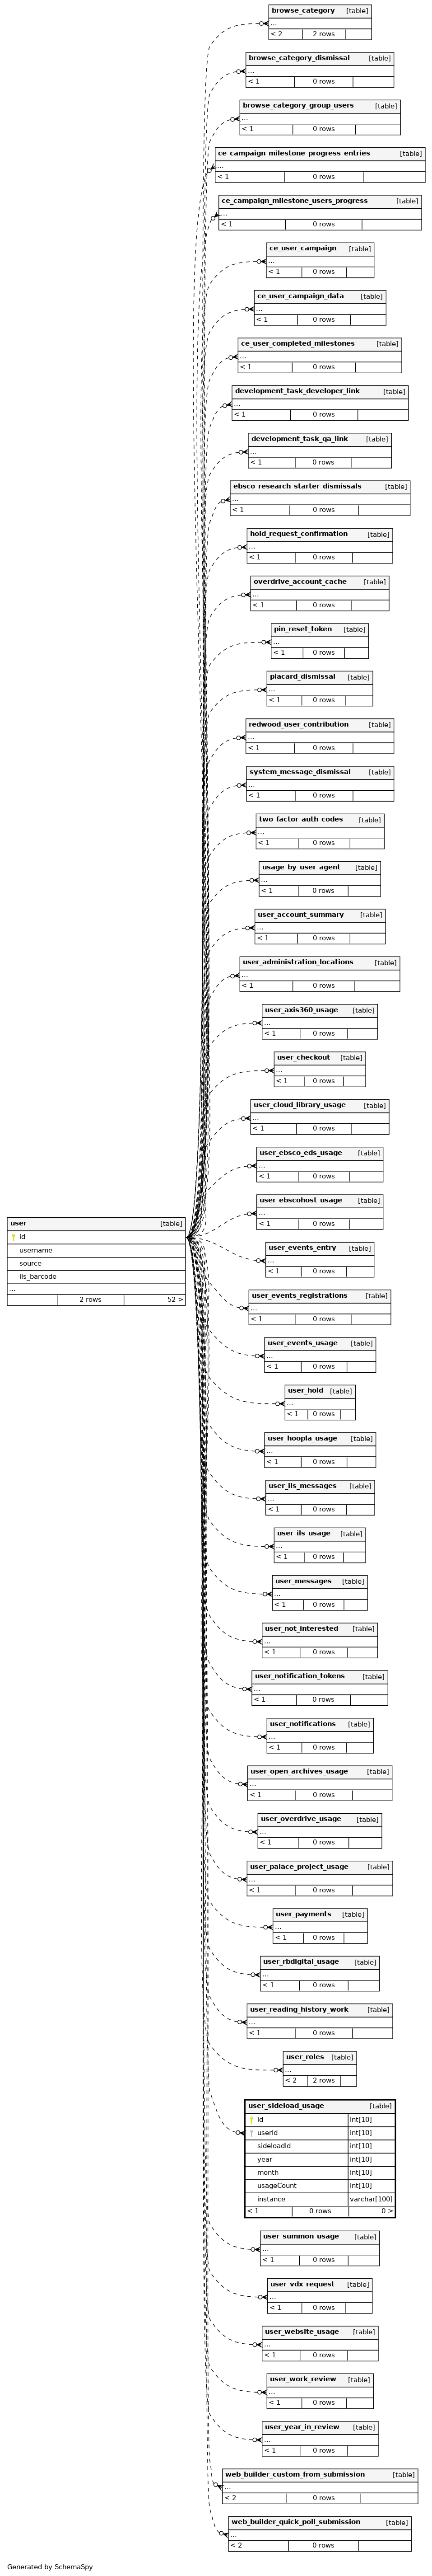 browse_category [table]
...
< 2 2 rows
browse_category_dismissal [table]
...
< 1 0 rows
browse_category_group_users [table]
...
< 1 0 rows
ce_campaign_milestone_progress_entries [table]
...
< 1 0 rows
ce_campaign_milestone_users_progress [table]
...
< 1 0 rows
ce_user_campaign [table]
...
< 1 0 rows
ce_user_campaign_data [table]
...
< 1 0 rows
ce_user_completed_milestones [table]
...
< 1 0 rows
development_task_developer_link [table]
...
< 1 0 rows
development_task_qa_link [table]
...
< 1 0 rows
ebsco_research_starter_dismissals [table]
...
< 1 0 rows
hold_request_confirmation [table]
...
< 1 0 rows
overdrive_account_cache [table]
...
< 1 0 rows
pin_reset_token [table]
...
< 1 0 rows
placard_dismissal [table]
...
< 1 0 rows
redwood_user_contribution [table]
...
< 1 0 rows
system_message_dismissal [table]
...
< 1 0 rows
two_factor_auth_codes [table]
...
< 1 0 rows
usage_by_user_agent [table]
...
< 1 0 rows
user_account_summary [table]
...
< 1 0 rows
user_administration_locations [table]
...
< 1 0 rows
user_axis360_usage [table]
...
< 1 0 rows
user_checkout [table]
...
< 1 0 rows
user_cloud_library_usage [table]
...
< 1 0 rows
user_ebsco_eds_usage [table]
...
< 1 0 rows
user_ebscohost_usage [table]
...
< 1 0 rows
user [table]
id
username
source
ils_barcode
...
2 rows 52 >
user_events_entry [table]
...
< 1 0 rows
user_events_registrations [table]
...
< 1 0 rows
user_events_usage [table]
...
< 1 0 rows
user_hold [table]
...
< 1 0 rows
user_hoopla_usage [table]
...
< 1 0 rows
user_ils_messages [table]
...
< 1 0 rows
user_ils_usage [table]
...
< 1 0 rows
user_messages [table]
...
< 1 0 rows
user_not_interested [table]
...
< 1 0 rows
user_notification_tokens [table]
...
< 1 0 rows
user_notifications [table]
...
< 1 0 rows
user_open_archives_usage [table]
...
< 1 0 rows
user_overdrive_usage [table]
...
< 1 0 rows
user_palace_project_usage [table]
...
< 1 0 rows
user_payments [table]
...
< 1 0 rows
user_rbdigital_usage [table]
...
< 1 0 rows
user_reading_history_work [table]
...
< 1 0 rows
user_roles [table]
...
< 2 2 rows
user_sideload_usage [table]
id int[10]
userId int[10]
sideloadId int[10]
year int[10]
month int[10]
usageCount int[10]
instance varchar[100]
< 1 0 rows 0 >
user_summon_usage [table]
...
< 1 0 rows
user_vdx_request [table]
...
< 1 0 rows
user_website_usage [table]
...
< 1 0 rows
user_work_review [table]
...
< 1 0 rows
user_year_in_review [table]
...
< 1 0 rows
web_builder_custom_from_submission [table]
...
< 2 0 rows
web_builder_quick_poll_submission [table]
...
< 2 0 rows
Generated by SchemaSpy